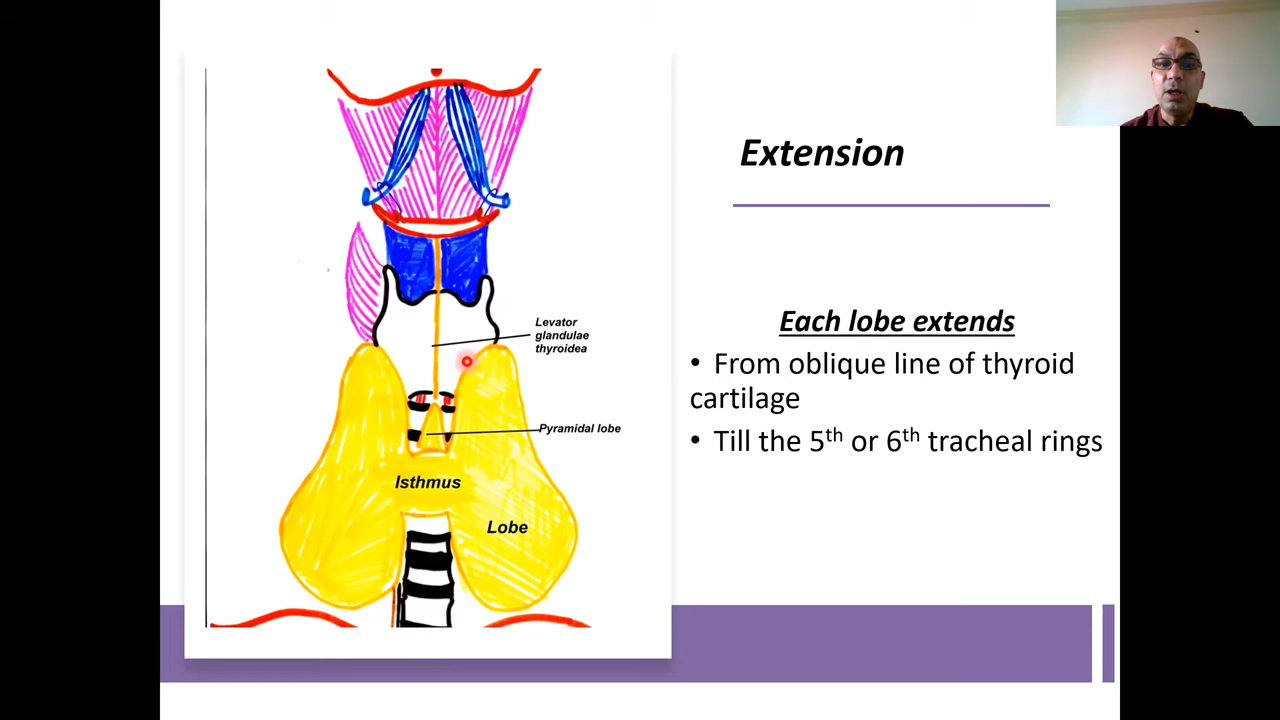 Extension
Levator
glandulae
thyroidea
Pyramidal lobe
Isthmus
Lobe
Each lobe extends
• From oblique line of thyroid
cartilage
• Till the 5th or 6th tracheal rings